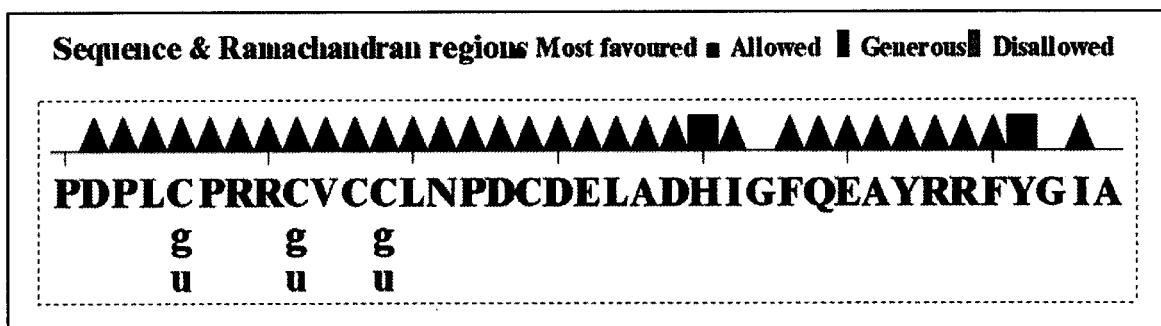 Sequence & Ramachandran regions Most favoured Allowed Generous Disallowed
PDPLCPRRCVCCLNPDCDELADHIGFQEAYRRFYGIA
g g g
u u u